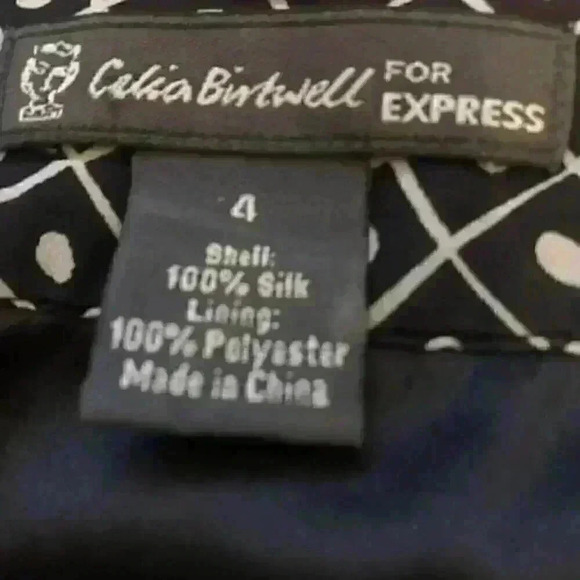 Celia Birtwell FOR
EXPRESS
4
Shell:
100% Silk
Lining:
100% Polyester
Made in China